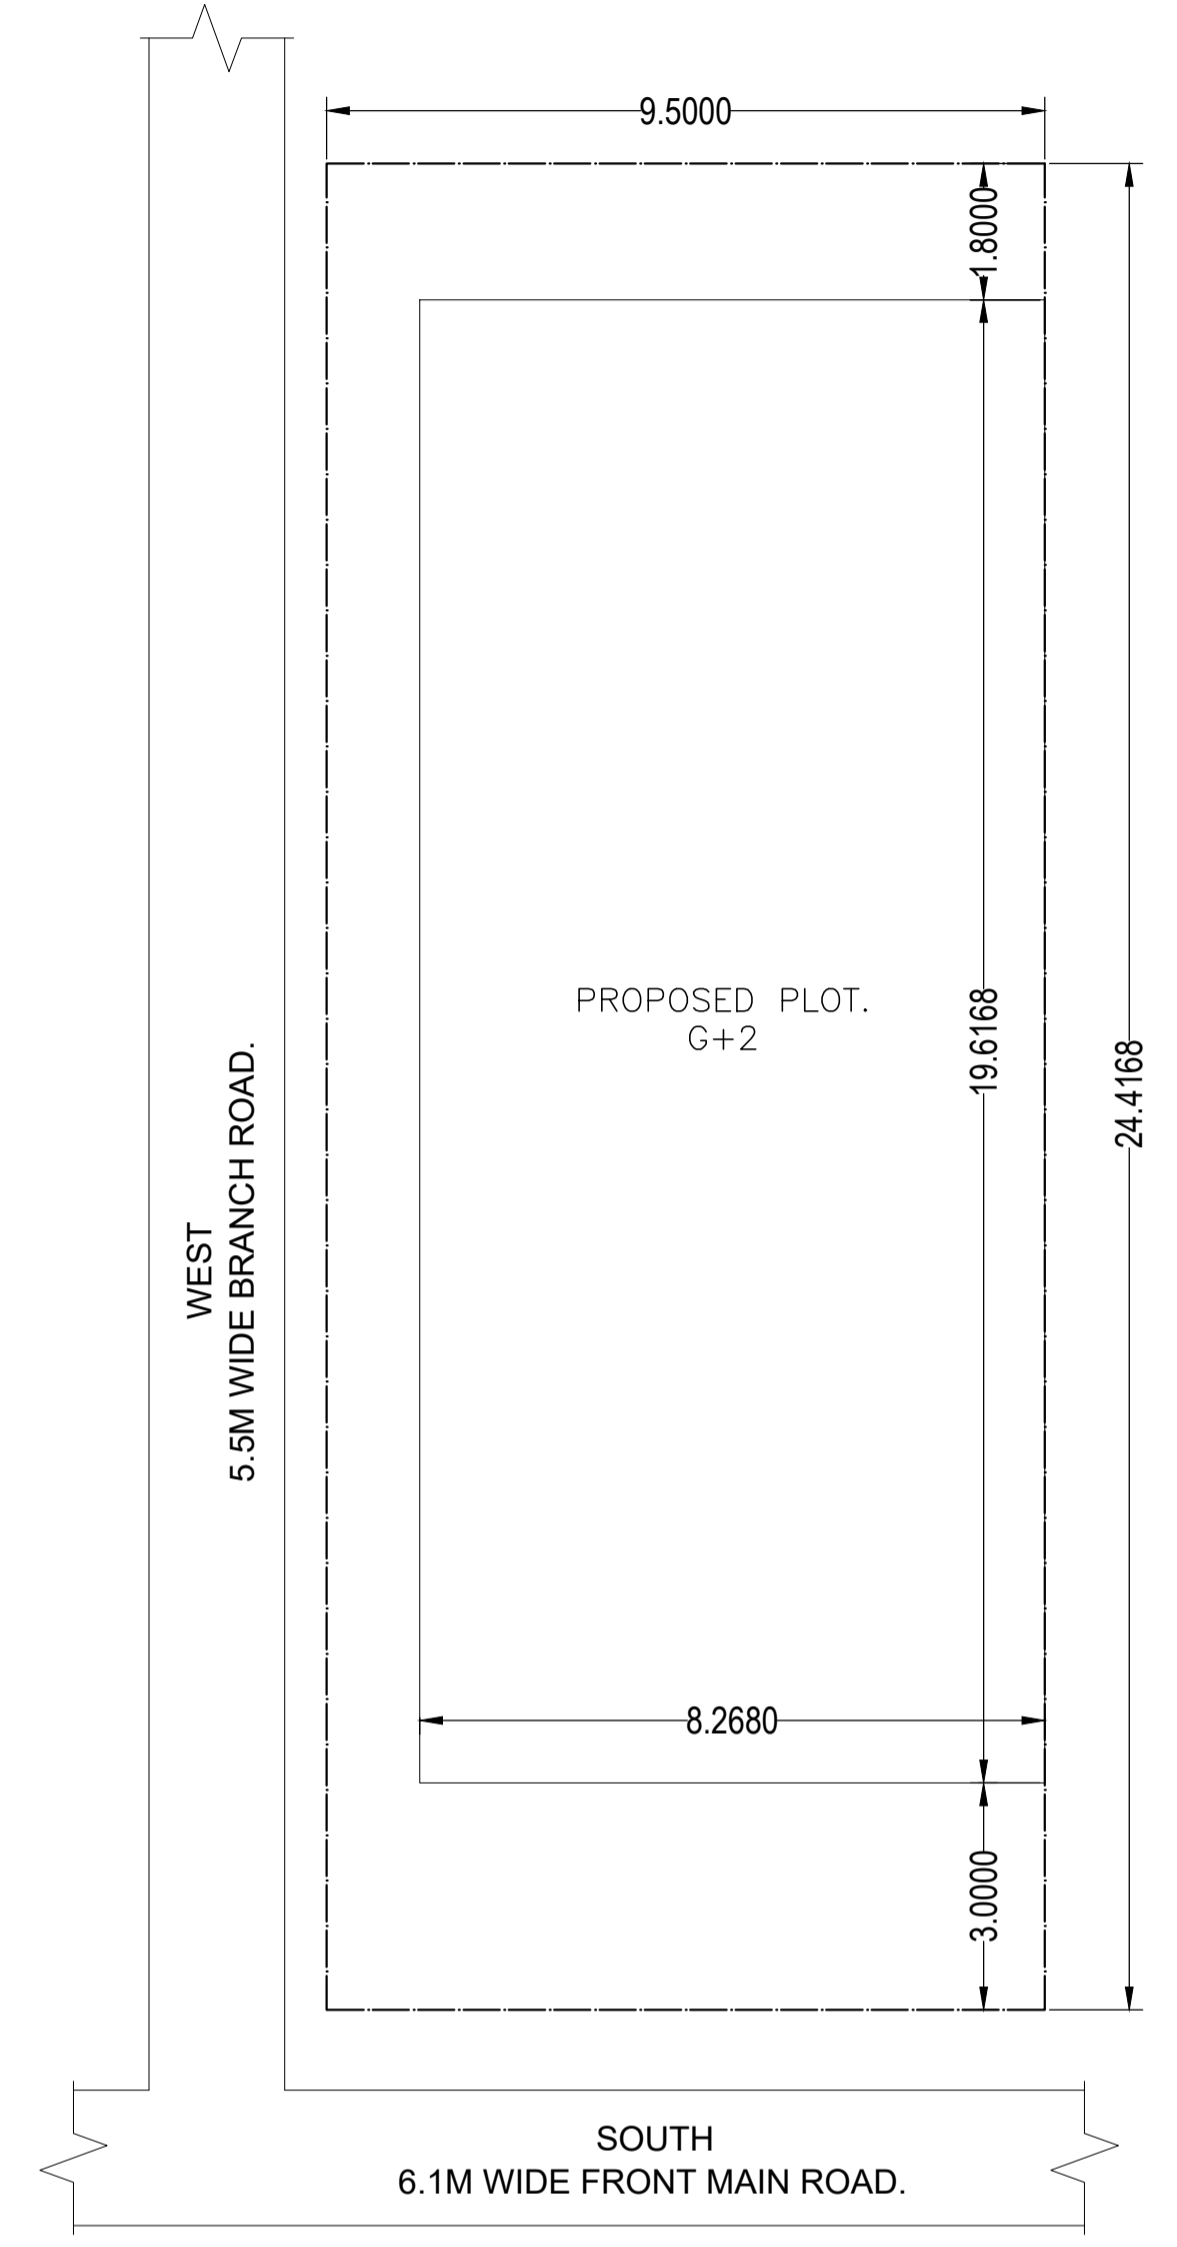 9.5000
1.8000
PROPOSED PLOT.
G+2
19.6168
24.4168
WEST
5.5M WIDE BRANCH ROAD.
8.2680
3.0000
SOUTH
6.1M WIDE FRONT MAIN ROAD.